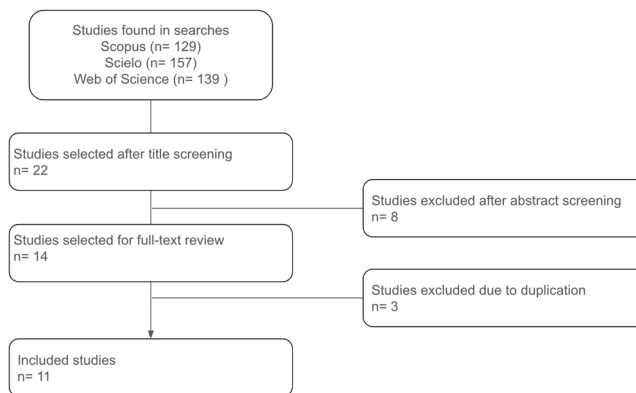 Studies found in searches
Scopus (n= 129)
Scielo (n= 157)
Web of Science (n= 139 )
Studies selected after title screening
n= 22
Studies excluded after abstract screening
n= 8
Studies selected for full-text review
n= 14
Studies excluded due to duplication
n= 3
Included studies
n= 11